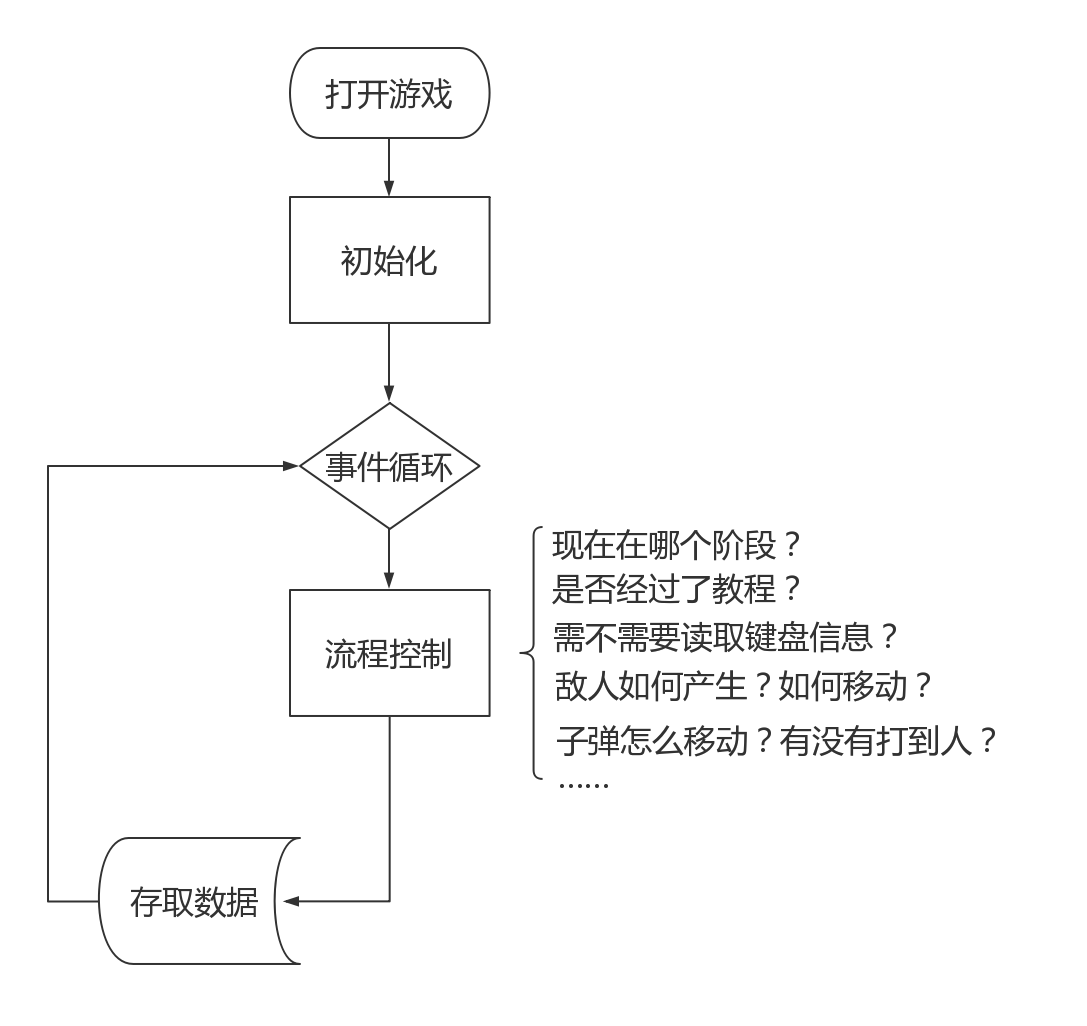 打开游戏
初始化
事件循环
流程控制
现在在哪个阶段？
是否经过了教程？
需不需要读取键盘信息？
敌人如何产生？如何移动？
子弹怎么移动？有没有打到人？
……
存取数据